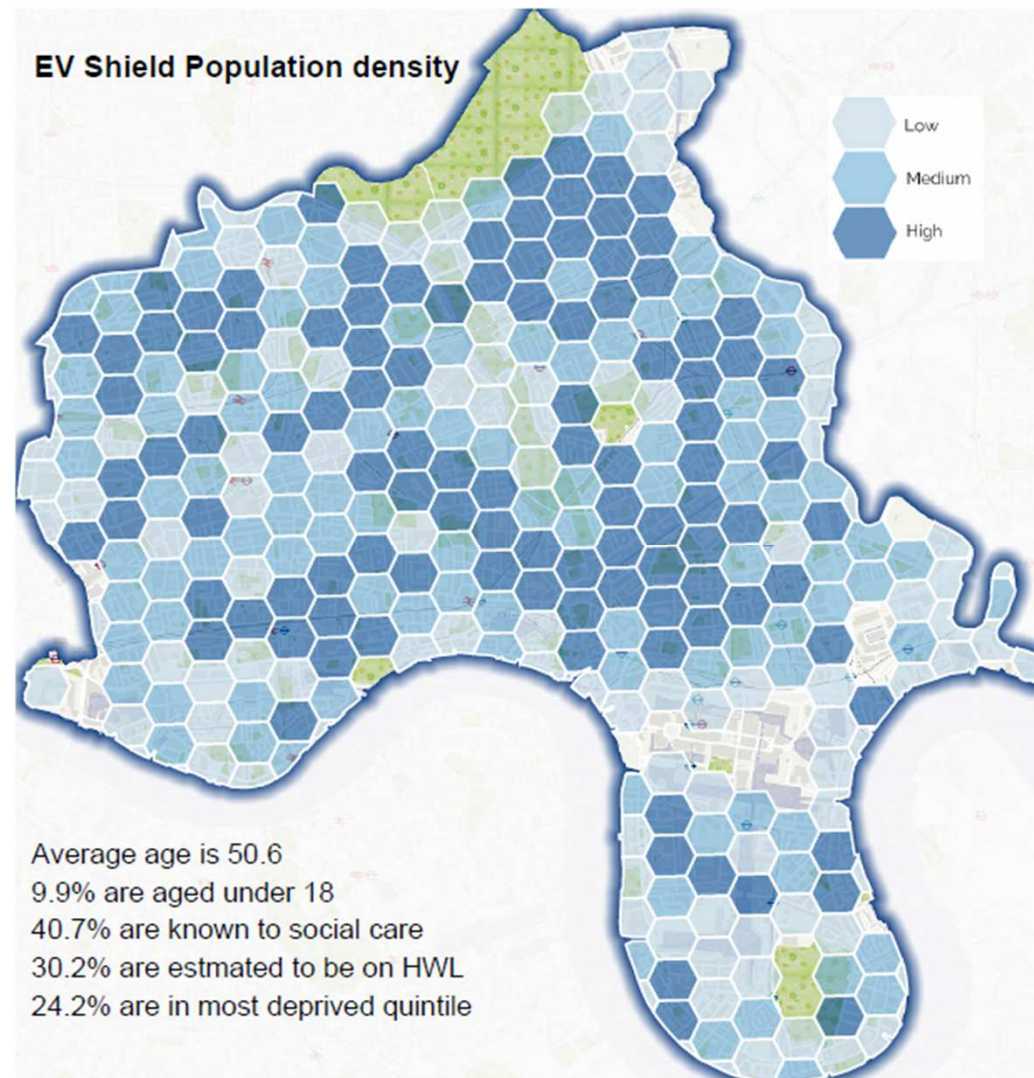 EV Shield Population density
Low
Medium
High
Average age is 50.6
9.9% are aged under 18
40.7% are known to social care
30.2% are estmated to be on HWL
24.2% are in most deprived quintile